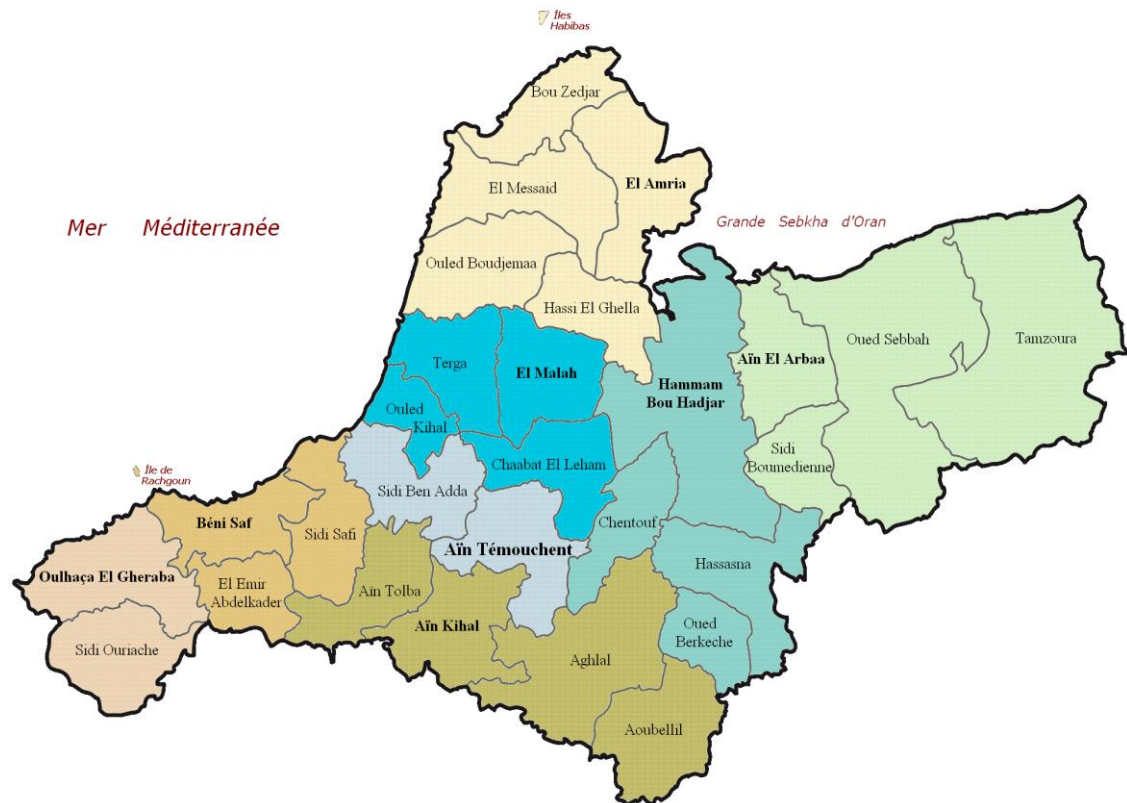 Îles
Habibas
Bou Zedjar
El Messaid
El Amria
Mer Méditerranée
Grande Sebkha d'Oran
Ouled Boudjemaa
Hassi El Ghella
Terga
El Malah
Aïn El Arbaa
Oued Sebbah
Tamzoura
Hammam
Bou Hadjar
Ouled
Kihal
Chaabat El Leham
Sidi
Boumedienne
Île de
Rachgoun
Sidi Ben Adda
Béni Saf
Sidi Safi
Chentouf
Aïn Témouchent
Hassasna
Oulhaça El Gheraba
El Emir
Abdelkader
Aïn Tolba
Aïn Kihal
Oued
Berkeche
Sidi Ouriache
Aghlal
Aoubellil